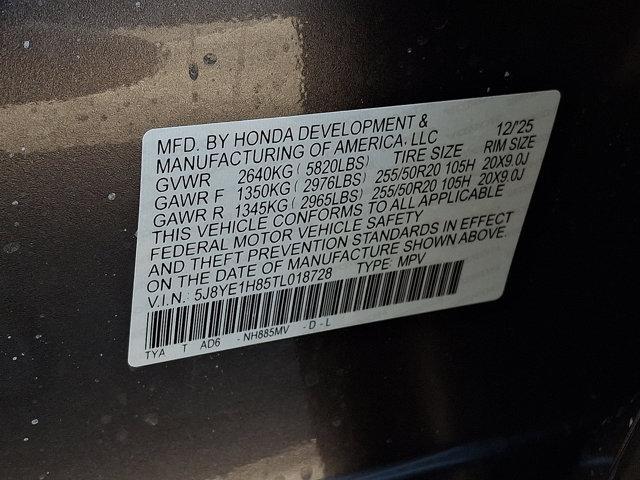 MFD. BY HONDA DEVELOPMENT &
MANUFACTURING OF AMERICA, LLC 12/'25
GVWR 2640KG ( 5820LBS) TIRE SIZE RIM SIZE
GAWR F 1350KG ( 2976LBS) 255/50R20 105H 20X9.0J
GAWR R 1345KG ( 2965LBS) 255/50R20 105H 20X9.0J
THIS VEHICLE CONFORMS TO ALL APPLICABLE
FEDERAL MOTOR VEHICLE SAFETY
AND THEFT PREVENTION STANDARDS IN EFFECT
ON THE DATE OF MANUFACTURE SHOWN ABOVE.
V.I.N. 5J8YE1H85TL018728 TYPE MPV
TYA T AD6 - NH885MV - D - L